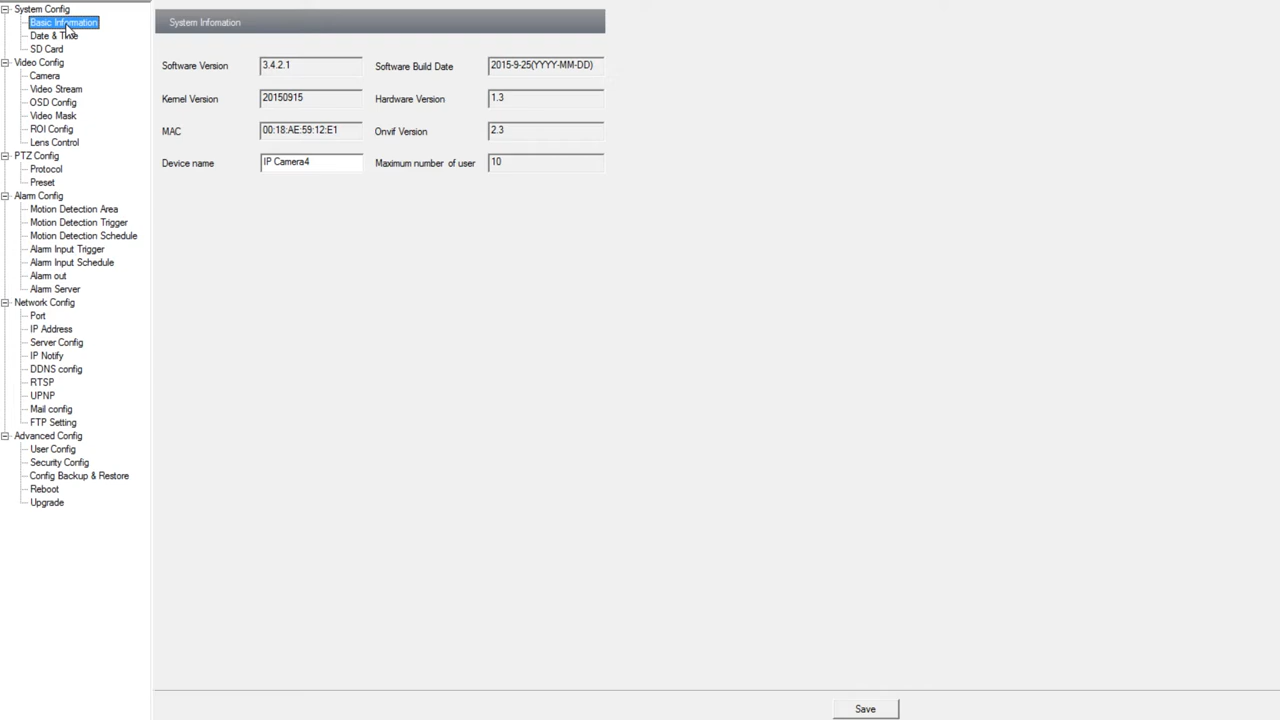 System Config
Basic Information
Date & Time
SD Card
Video Config
Camera
Video Stream
OSD Config
Video Mask
ROI Config
Lens Control
PTZ Config
Protocol
Preset
Alarm Config
Motion Detection Area
Motion Detection Trigger
Motion Detection Schedule
Alarm Input Trigger
Alarm Input Schedule
Alarm out
Alarm Server
Network Config
Port
IP Address
Server Config
IP Notify
DDNS config
RTSP
UPNP
Mail config
FTP Setting
Advanced Config
User Config
Security Config
Config Backup & Restore
Reboot
Upgrade
System Infomation
Software Version 3.4.2.1 Software Build Date 2015-9-25(YYYY-MM-DD)
Kernel Version 20150915 Hardware Version 1.3
MAC 00:18:AE:59:12:E1 Onvif Version 2.3
Device name IP Camera4 Maximum number of user 10
Save